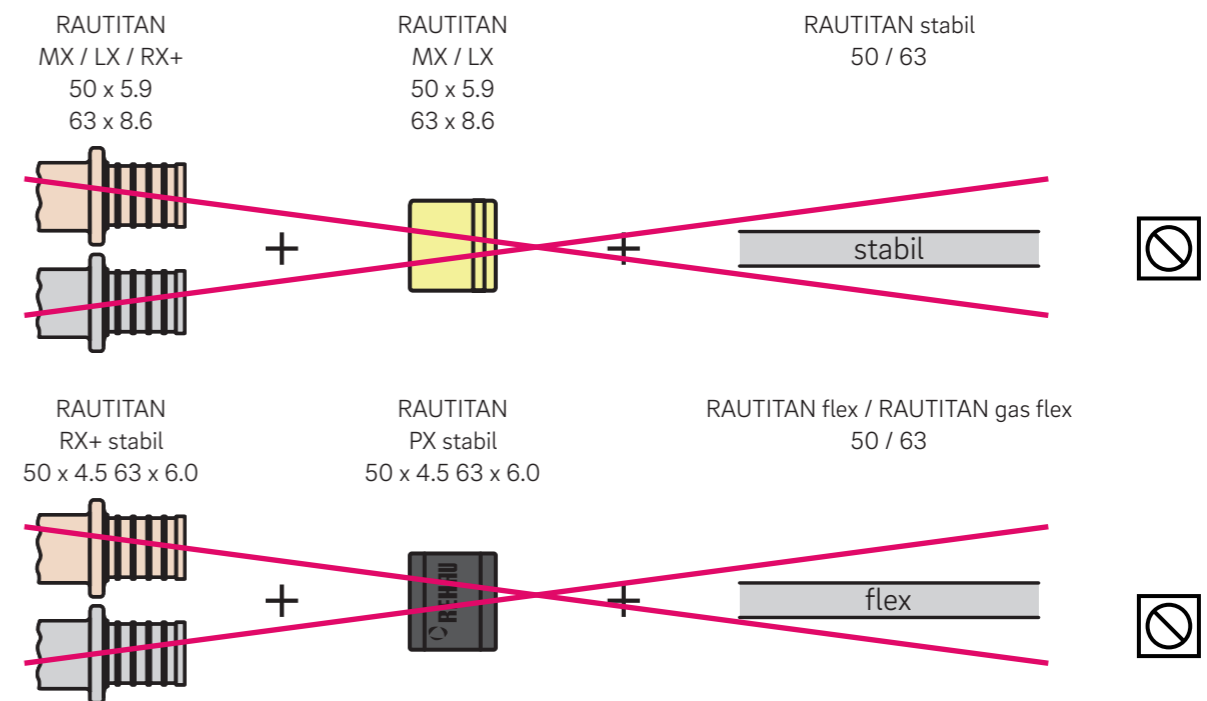 RAUTITAN
MX / LX / RX+
50 x 5.9
63 x 8.6
RAUTITAN
MX / LX
50 x 5.9
63 x 8.6
RAUTITAN stabil
50 / 63
stabil
RAUTITAN
RX+ stabil
50 x 4.5 63 x 6.0
RAUTITAN
PX stabil
50 x 4.5 63 x 6.0
RAUTITAN flex / RAUTITAN gas flex
50 / 63
REHAU
flex